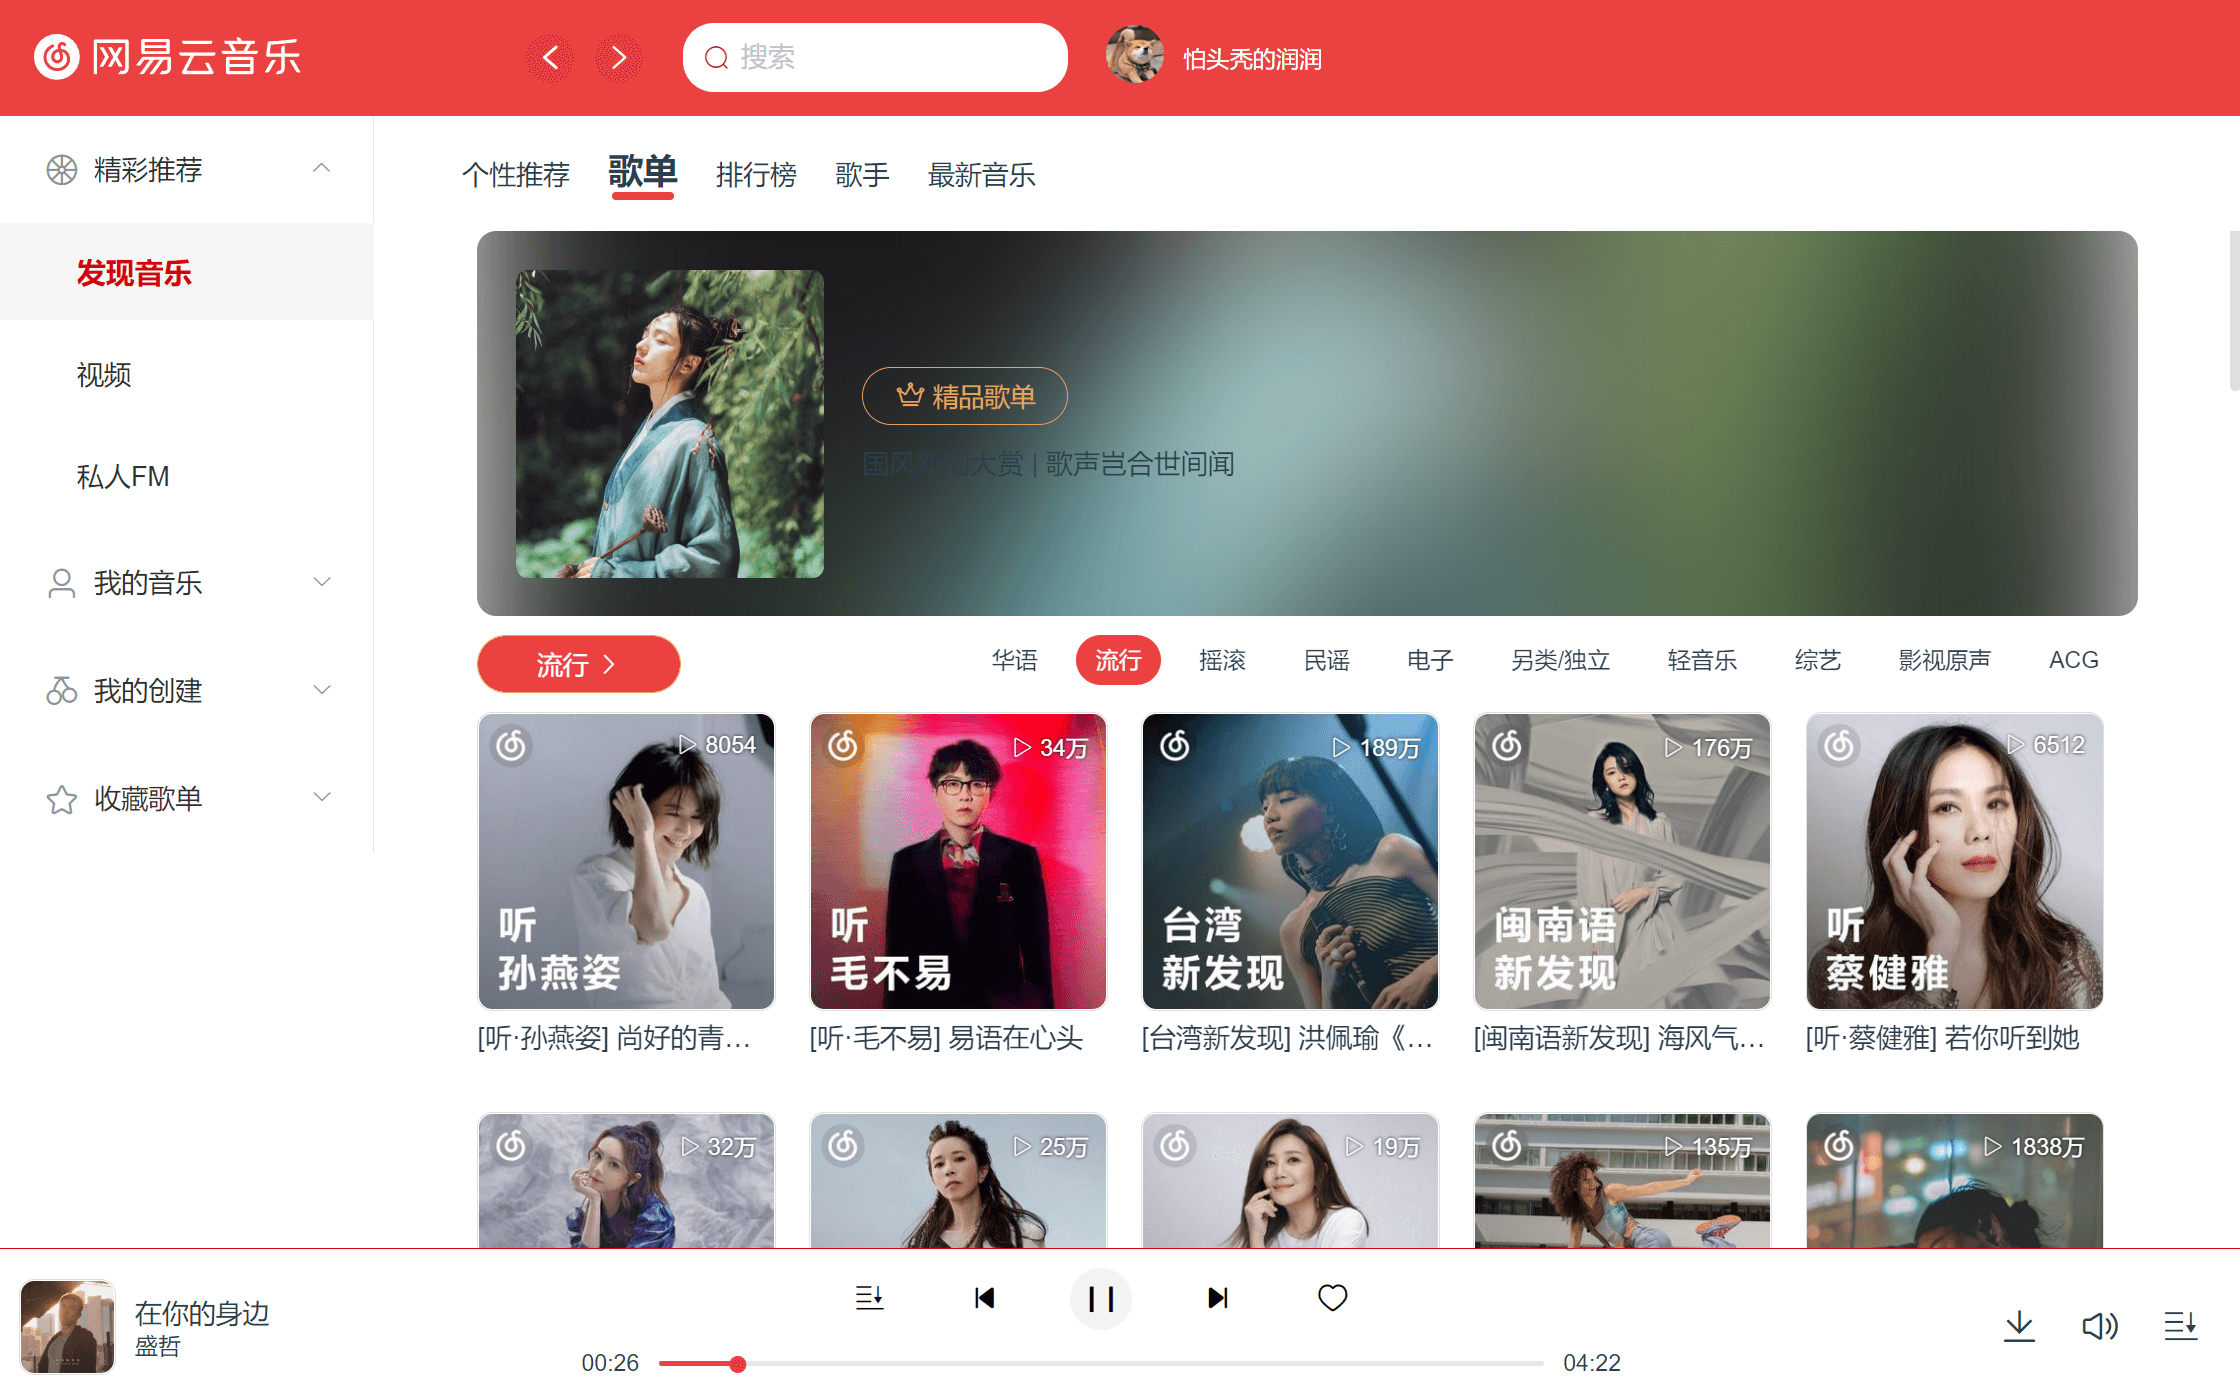 网易云音乐
搜索
怕头秃的润润
精彩推荐
发现音乐
视频
私人FM
我的音乐
我的创建
收藏歌单
个性推荐 歌单 排行榜 歌手 最新音乐
精品歌单
国风新潮大赏 | 歌声岂合世间闻
流行
华语 流行 摇滚 民谣 电子 另类/独立 轻音乐 综艺 影视原声 ACG
8054
听
孙燕姿
[听·孙燕姿] 尚好的青…
34万
听
毛不易
[听·毛不易] 易语在心头
189万
台湾
新发现
[台湾新发现] 洪佩瑜《…
176万
闽南语
新发现
[闽南语新发现] 海风气…
6512
听
蔡健雅
[听·蔡健雅] 若你听到她
32万
25万
19万
135万
1838万
在你的身边
盛哲
00:26
04:22